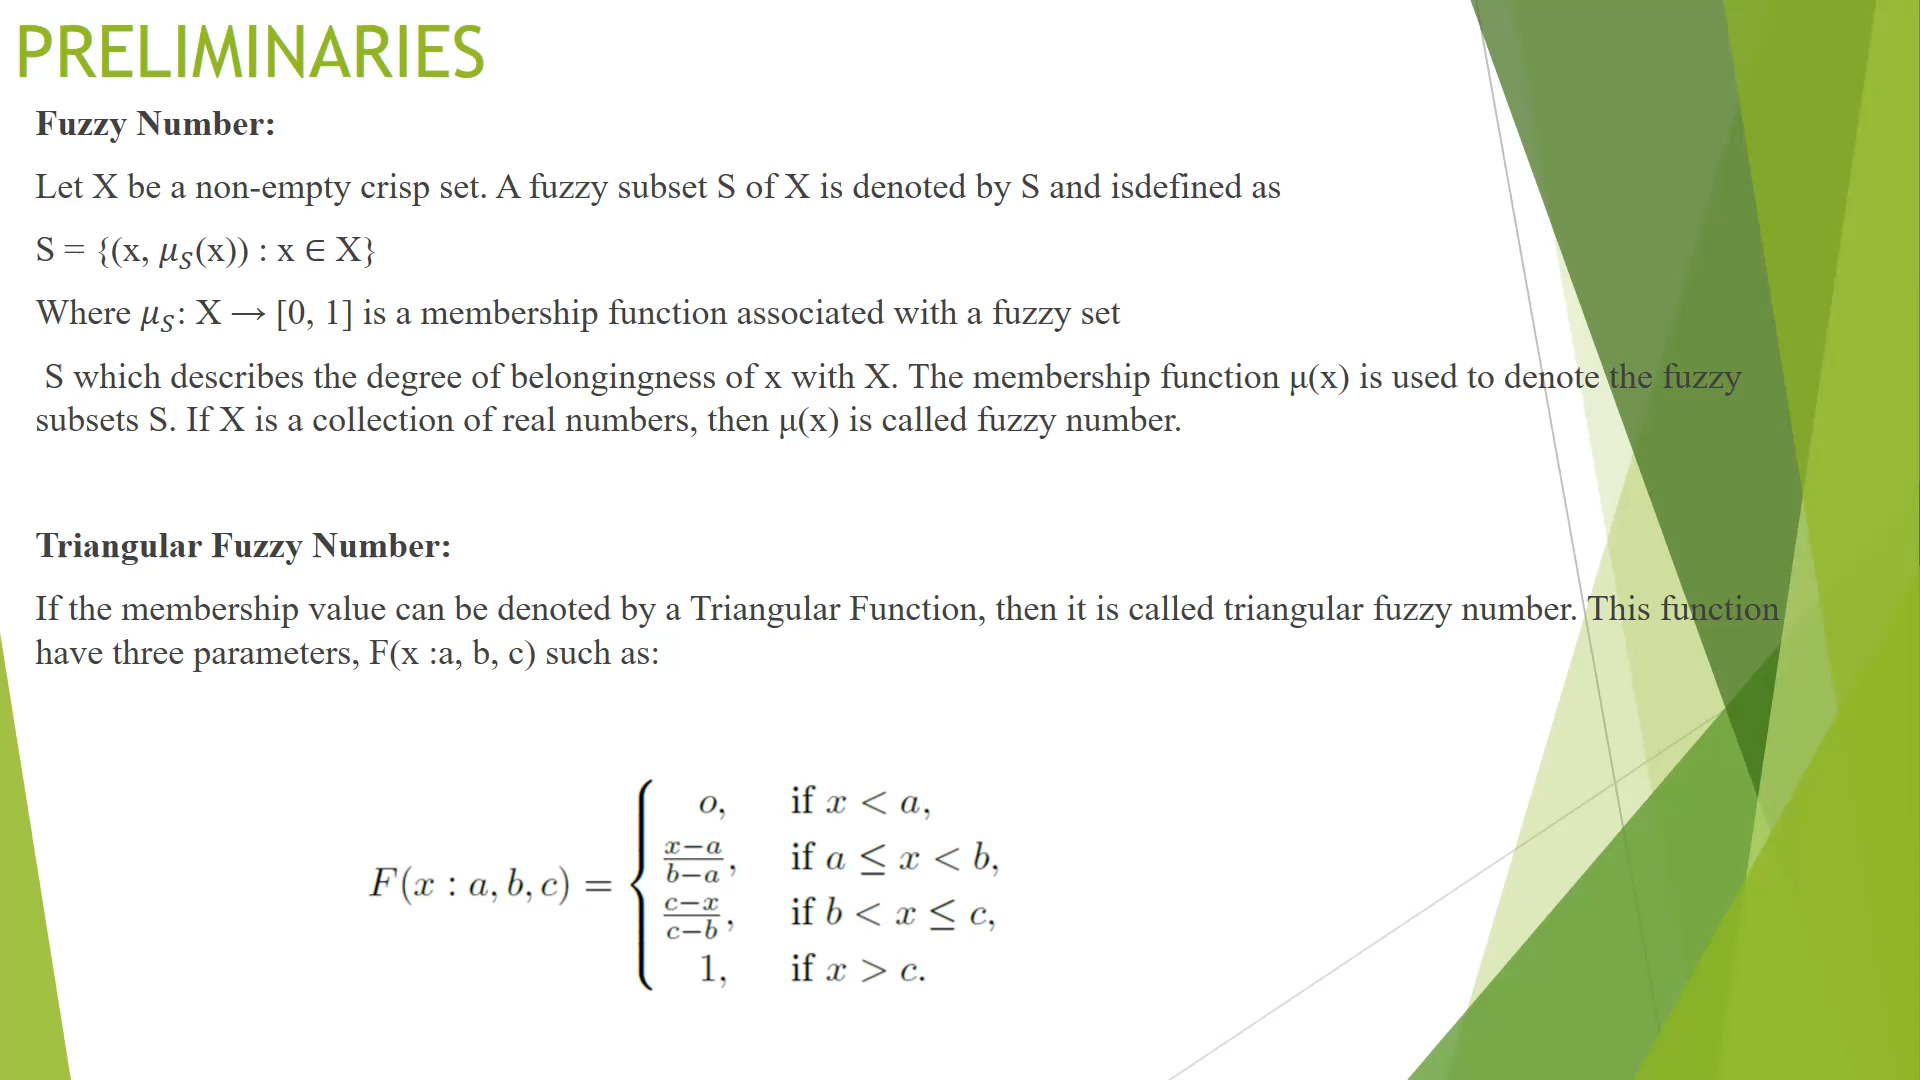 PRELIMINARIES
Fuzzy Number:
Let X be a non-empty crisp set. A fuzzy subset S of X is denoted by S and isdefined as
S = {(x, 𝜇𝑆(x)) : x ∈ X}
Where 𝜇𝑆: X → [0, 1] is a membership function associated with a fuzzy set
S which describes the degree of belongingness of x with X. The membership function μ(x) is used to denote the fuzzy
subsets S. If X is a collection of real numbers, then μ(x) is called fuzzy number.
Triangular Fuzzy Number:
If the membership value can be denoted by a Triangular Function, then it is called triangular fuzzy number. This function
have three parameters, F(x :a, b, c) such as:
F(x : a, b, c) = {
o, if x < a,
x−a/b−a, if a ≤ x < b,
c−x/c−b, if b < x ≤ c,
1, if x > c.